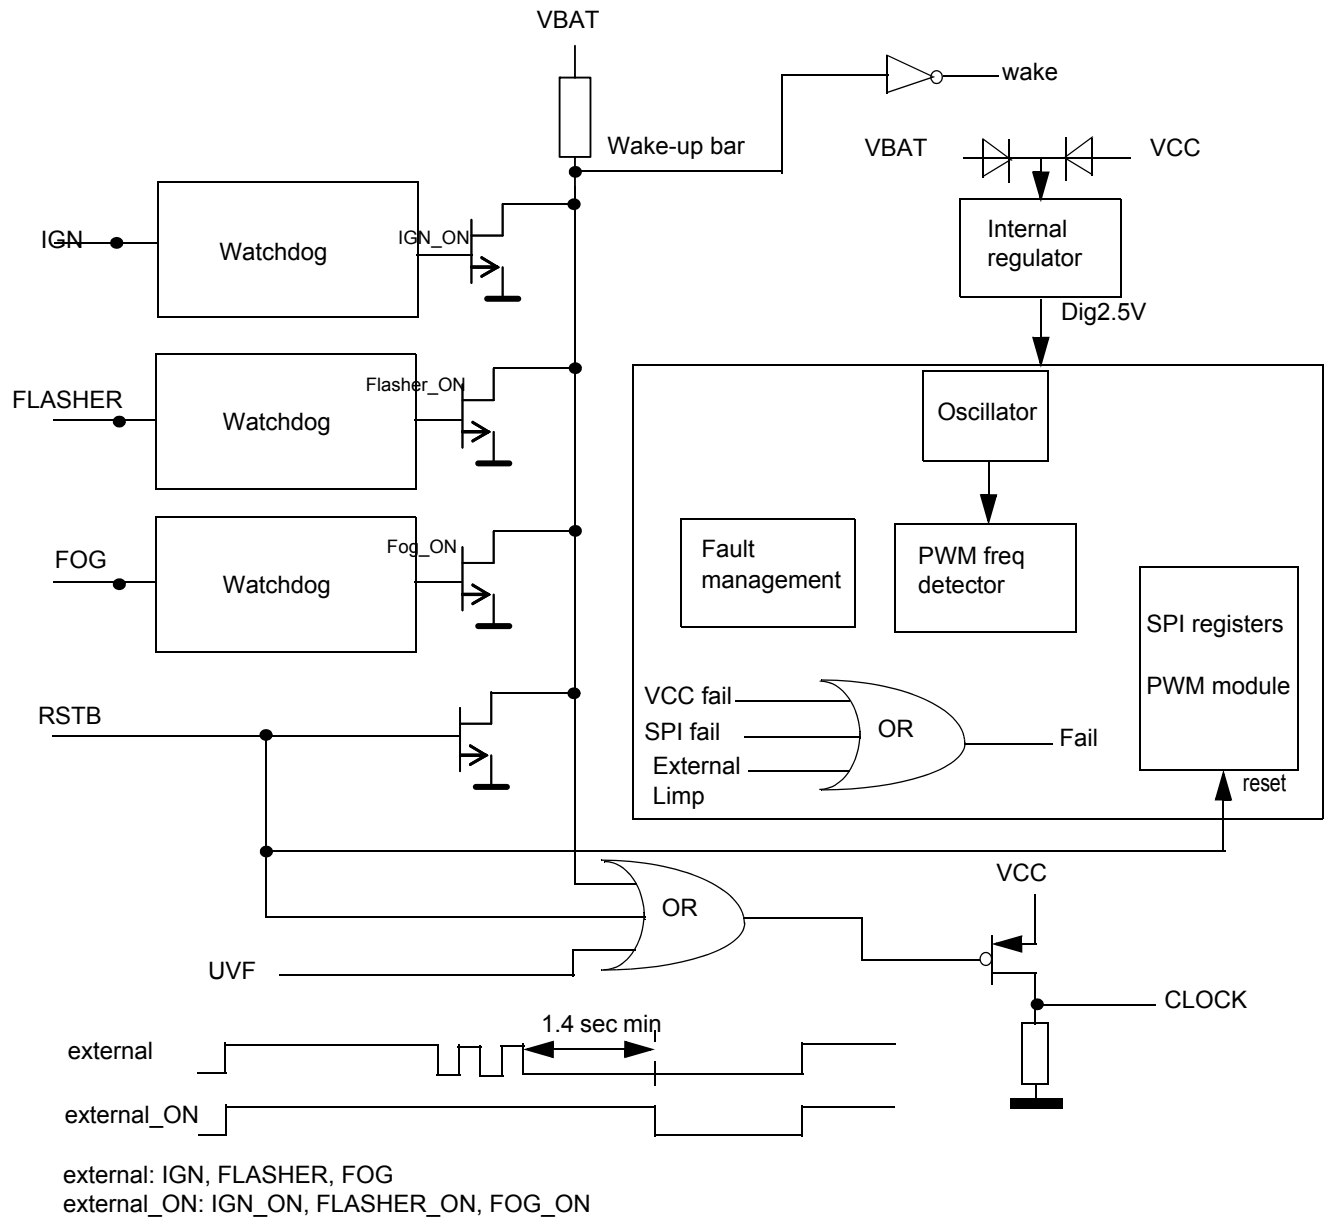 VBAT
wake
Wake-up bar
VBAT
VCC
IGN
Watchdog
IGN_ON
Internal
regulator
Dig2.5V
FLASHER
Watchdog
Flasher_ON
Oscillator
FOG
Watchdog
Fog_ON
Fault
management
PWM freq
detector
SPI registers
PWM module
RSTB
VCC fail
SPI fail
External
Limp
OR
Fail
reset
OR
UVF
VCC
CLOCK
1.4 sec min
external
external_ON
external: IGN, FLASHER, FOG
external_ON: IGN_ON, FLASHER_ON, FOG_ON